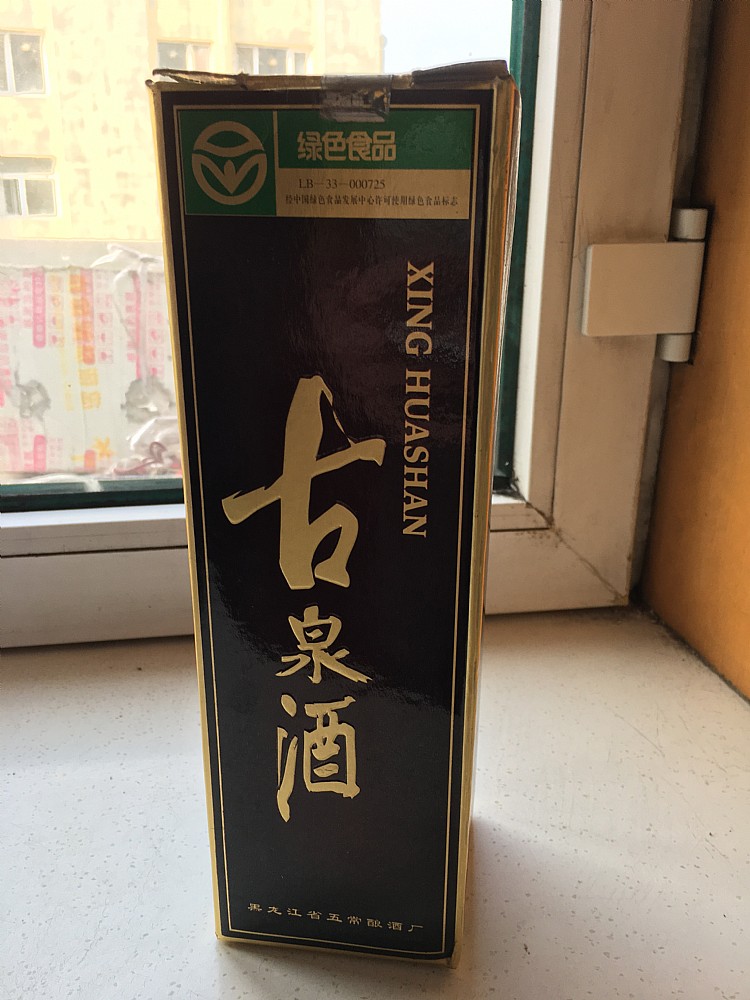 绿色食品
LB—33—000725
经中国绿色食品发展中心许可使用绿色食品标志
XING HUASHAN
古泉酒
黑龙江省五常酿酒厂